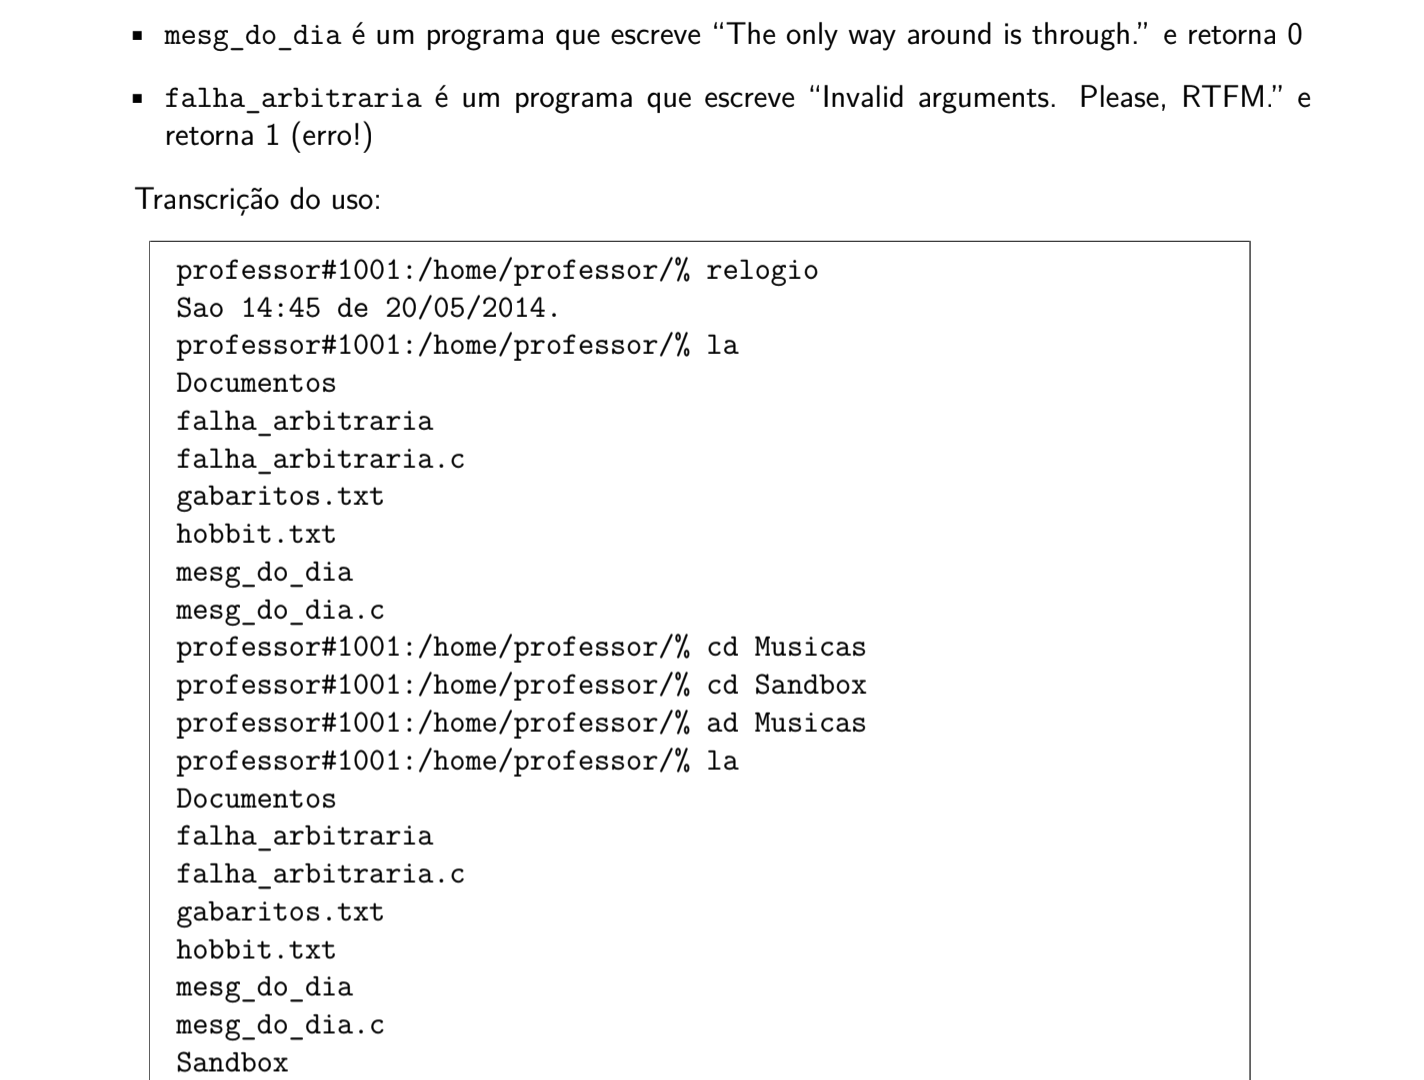 ▪ mesg_do_dia é um programa que escreve “The only way around is through.” e retorna 0
▪ falha_arbitraria é um programa que escreve “Invalid arguments. Please, RTFM.” e
retorna 1 (erro!)
Transcrição do uso:
professor#1001:/home/professor/% relogio
Sao 14:45 de 20/05/2014.
professor#1001:/home/professor/% la
Documentos
falha_arbitraria
falha_arbitraria.c
gabaritos.txt
hobbit.txt
mesg_do_dia
mesg_do_dia.c
professor#1001:/home/professor/% cd Musicas
professor#1001:/home/professor/% cd Sandbox
professor#1001:/home/professor/% ad Musicas
professor#1001:/home/professor/% la
Documentos
falha_arbitraria
falha_arbitraria.c
gabaritos.txt
hobbit.txt
mesg_do_dia
mesg_do_dia.c
Sandbox